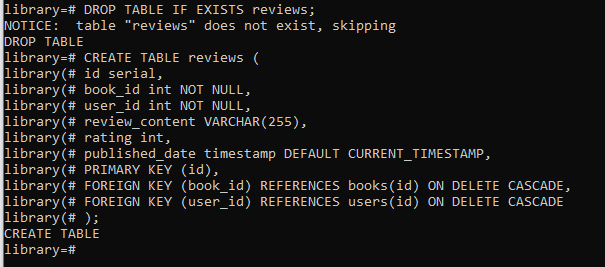 library=# DROP TABLE IF EXISTS reviews;
NOTICE:  table "reviews" does not exist, skipping
DROP TABLE
library=# CREATE TABLE reviews (
library(# id serial,
library(# book_id int NOT NULL,
library(# user_id int NOT NULL,
library(# review_content VARCHAR(255),
library(# rating int,
library(# published_date timestamp DEFAULT CURRENT_TIMESTAMP,
library(# PRIMARY KEY (id),
library(# FOREIGN KEY (book_id) REFERENCES books(id) ON DELETE CASCADE,
library(# FOREIGN KEY (user_id) REFERENCES users(id) ON DELETE CASCADE
library(# );
CREATE TABLE
library=#